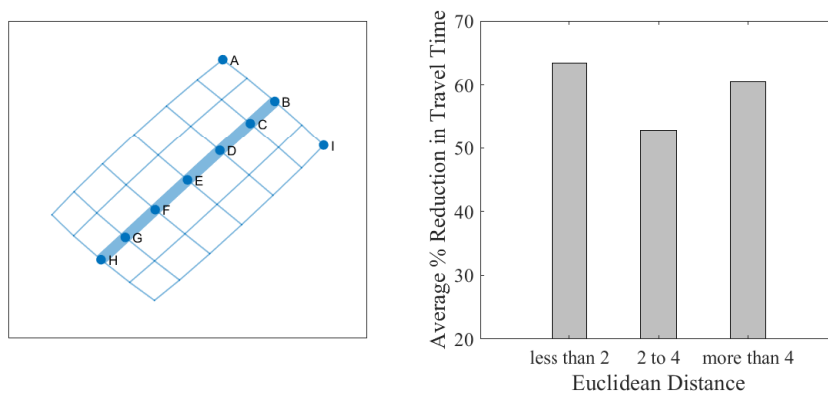 A
B
C
I
D
E
F
G
H
Average % Reduction in Travel Time
70
60
50
40
30
20
less than 2 2 to 4 more than 4
Euclidean Distance